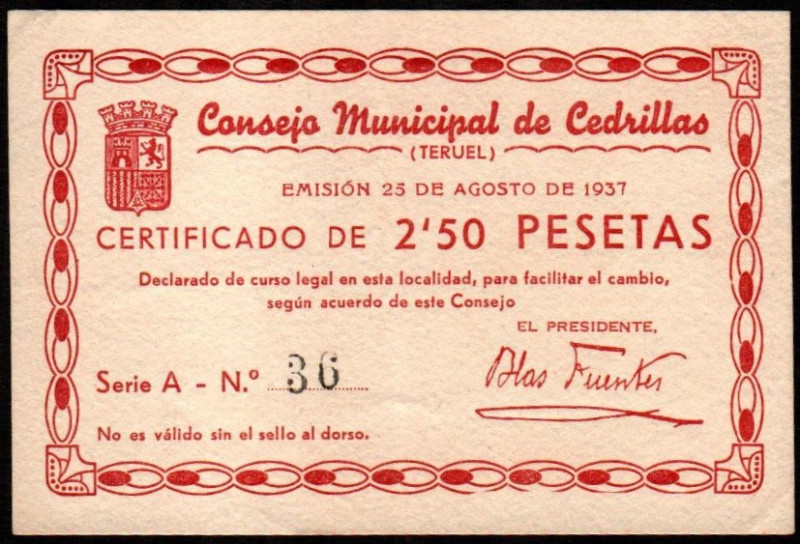 Consejo Municipal de Cedrillas
(TERUEL)
EMISIÓN 25 DE AGOSTO DE 1937
CERTIFICADO DE 2'50 PESETAS
Declarado de curso legal en esta localidad, para facilitar el cambio,
según acuerdo de este Consejo
EL PRESIDENTE,
Blas Fuentes
Serie A - N.º 36
No es válido sin el sello al dorso.